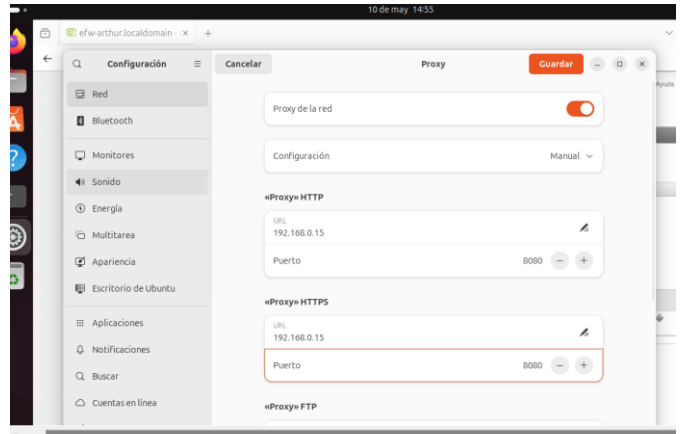 10 de may 14:55
efw-arthur.localdomain -
Configuración
Cancelar
Proxy
Guardar
Ayuda
Red
Bluetooth
Monitores
Sonido
Energía
Multitarea
Apariencia
Escritorio de Ubuntu
Aplicaciones
Notificaciones
Buscar
Cuentas en línea
Proxy de la red
Configuración Manual
«Proxy» HTTP
URL
192.168.0.15
Puerto 8080 − +
«Proxy» HTTPS
URL
192.168.0.15
Puerto 8080 − +
«Proxy» FTP